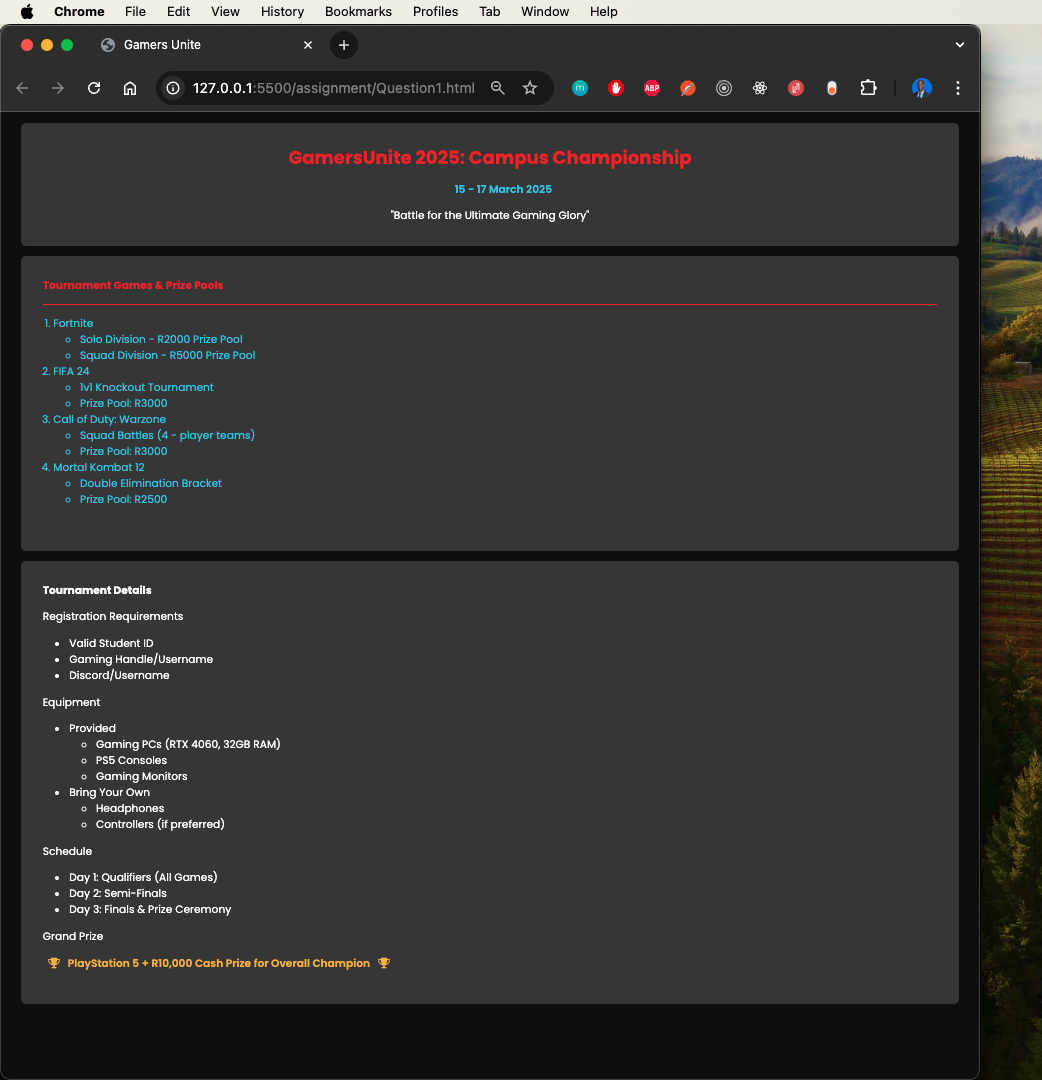 Chrome File Edit View History Bookmarks Profiles Tab Window Help
Gamers Unite
127.0.0.1:5500/assignment/Question1.html
m
ABP
GamersUnite 2025: Campus Championship
15 - 17 March 2025
"Battle for the Ultimate Gaming Glory"
Tournament Games & Prize Pools
1. Fortnite
Solo Division - R2000 Prize Pool
Squad Division - R5000 Prize Pool
2. FIFA 24
1v1 Knockout Tournament
Prize Pool: R3000
3. Call of Duty: Warzone
Squad Battles (4 - player teams)
Prize Pool: R3000
4. Mortal Kombat 12
Double Elimination Bracket
Prize Pool: R2500
Tournament Details
Registration Requirements
Valid Student ID
Gaming Handle/Username
Discord/Username
Equipment
Provided
Gaming PCs (RTX 4060, 32GB RAM)
PS5 Consoles
Gaming Monitors
Bring Your Own
Headphones
Controllers (if preferred)
Schedule
Day 1: Qualifiers (All Games)
Day 2: Semi-Finals
Day 3: Finals & Prize Ceremony
Grand Prize
🏆 PlayStation 5 + R10,000 Cash Prize for Overall Champion 🏆